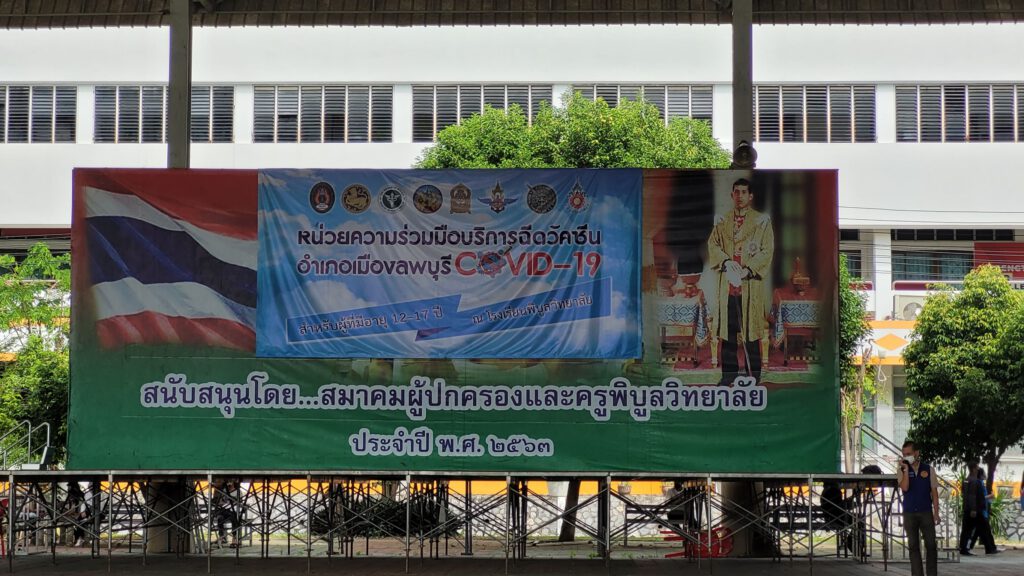 หน่วยความร่วมมือบริการฉีดวัคซีน
อำเภอเมืองลพบุรี COVID-19
สำหรับผู้ที่มีอายุ 12-17 ปี
ณ โรงเรียนพิบูลวิทยาลัย
สนับสนุนโดย...สมาคมผู้ปกครองและครูพิบูลวิทยาลัย
ประจำปี พ.ศ. ๒๕๖๓